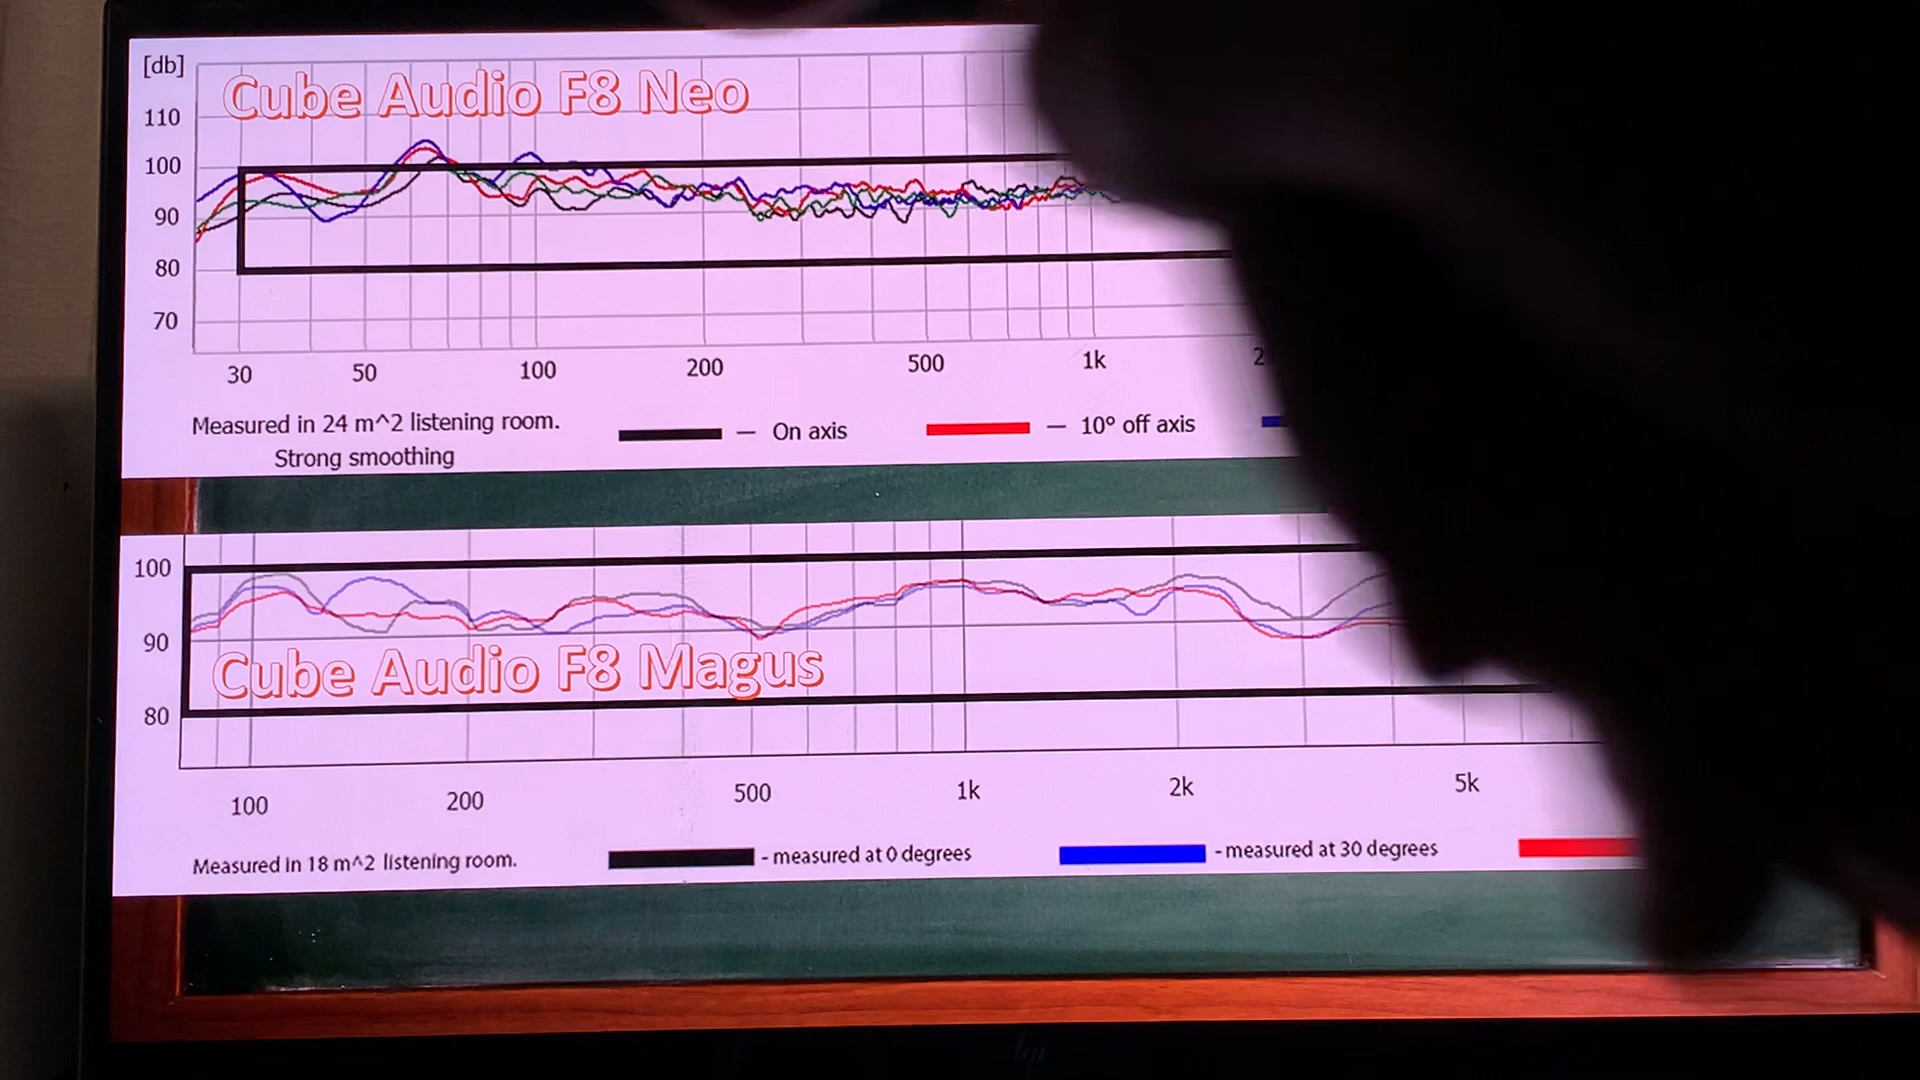 [db]
Cube Audio F8 Neo
110
100
90
80
70
30 50 100 200 500 1k 2
Measured in 24 m^2 listening room.
Strong smoothing
— On axis
— 10° off axis
100
90
80
Cube Audio F8 Magus
100 200 500 1k 2k 5k
Measured in 18 m^2 listening room.
- measured at 0 degrees
- measured at 30 degrees
hp